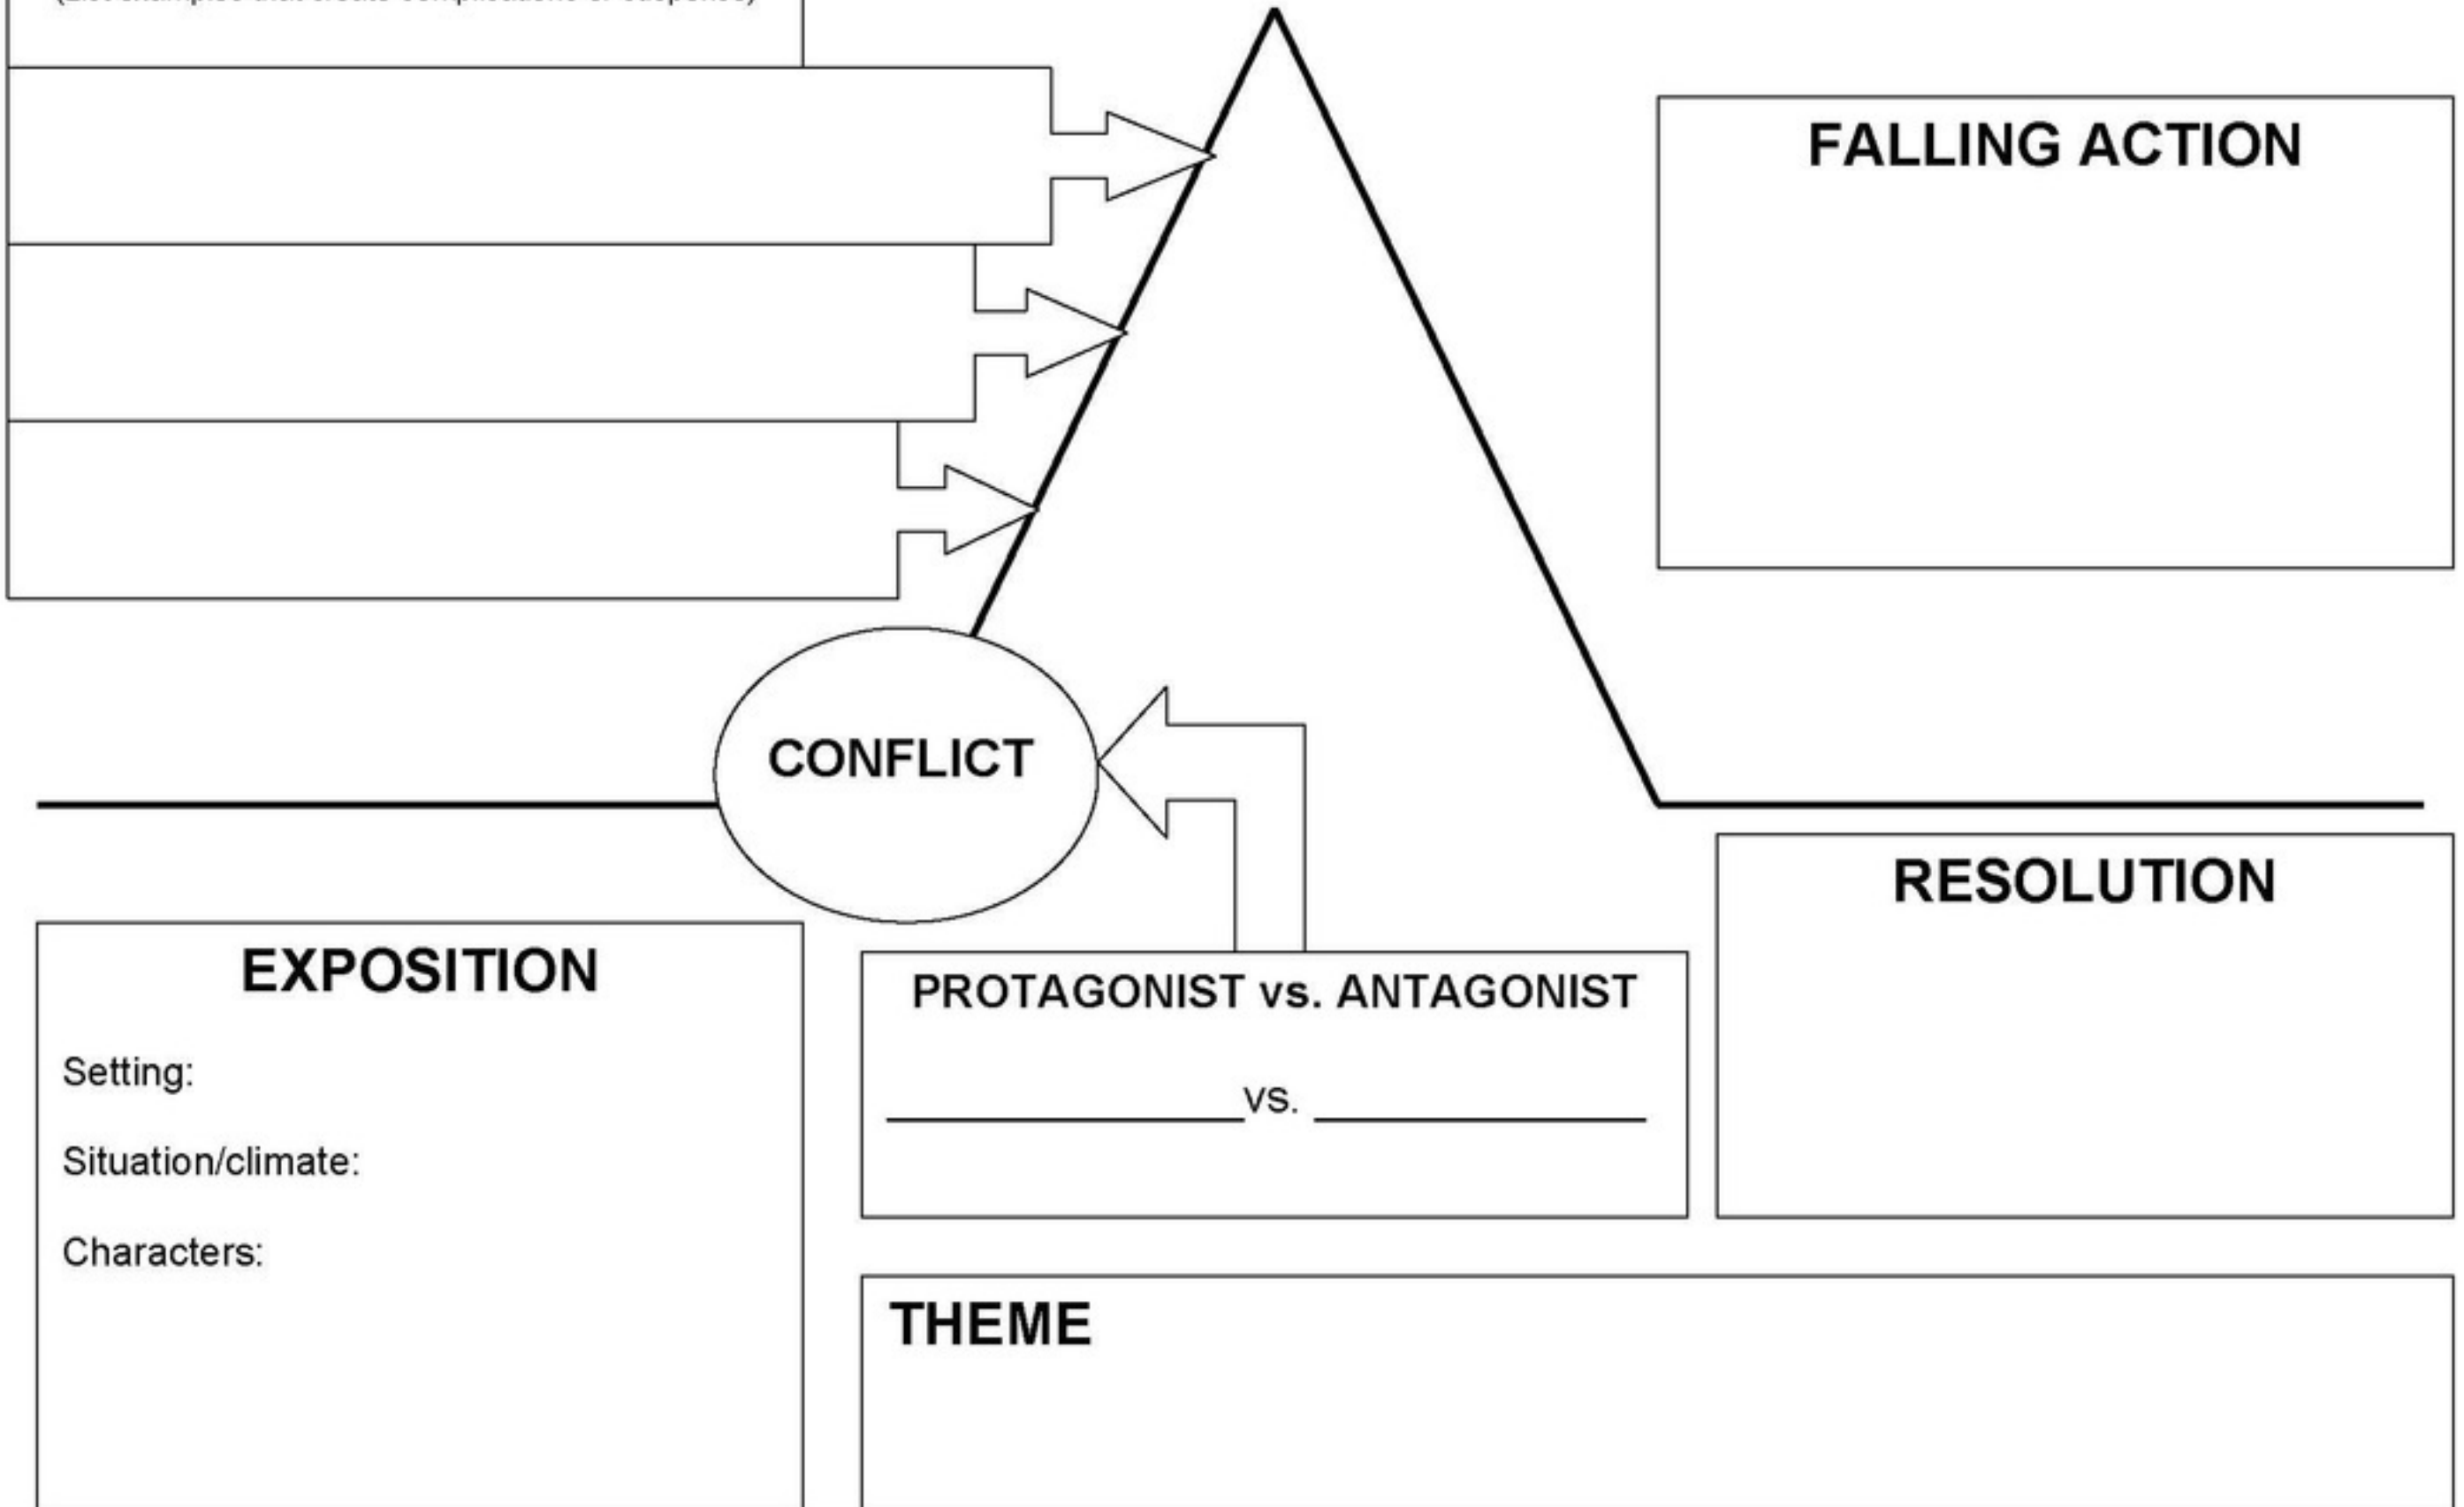 FALLING ACTION
CONFLICT
RESOLUTION
EXPOSITION
Setting:
Situation/climate:
Characters:
PROTAGONIST vs. ANTAGONIST
vs.
THEME